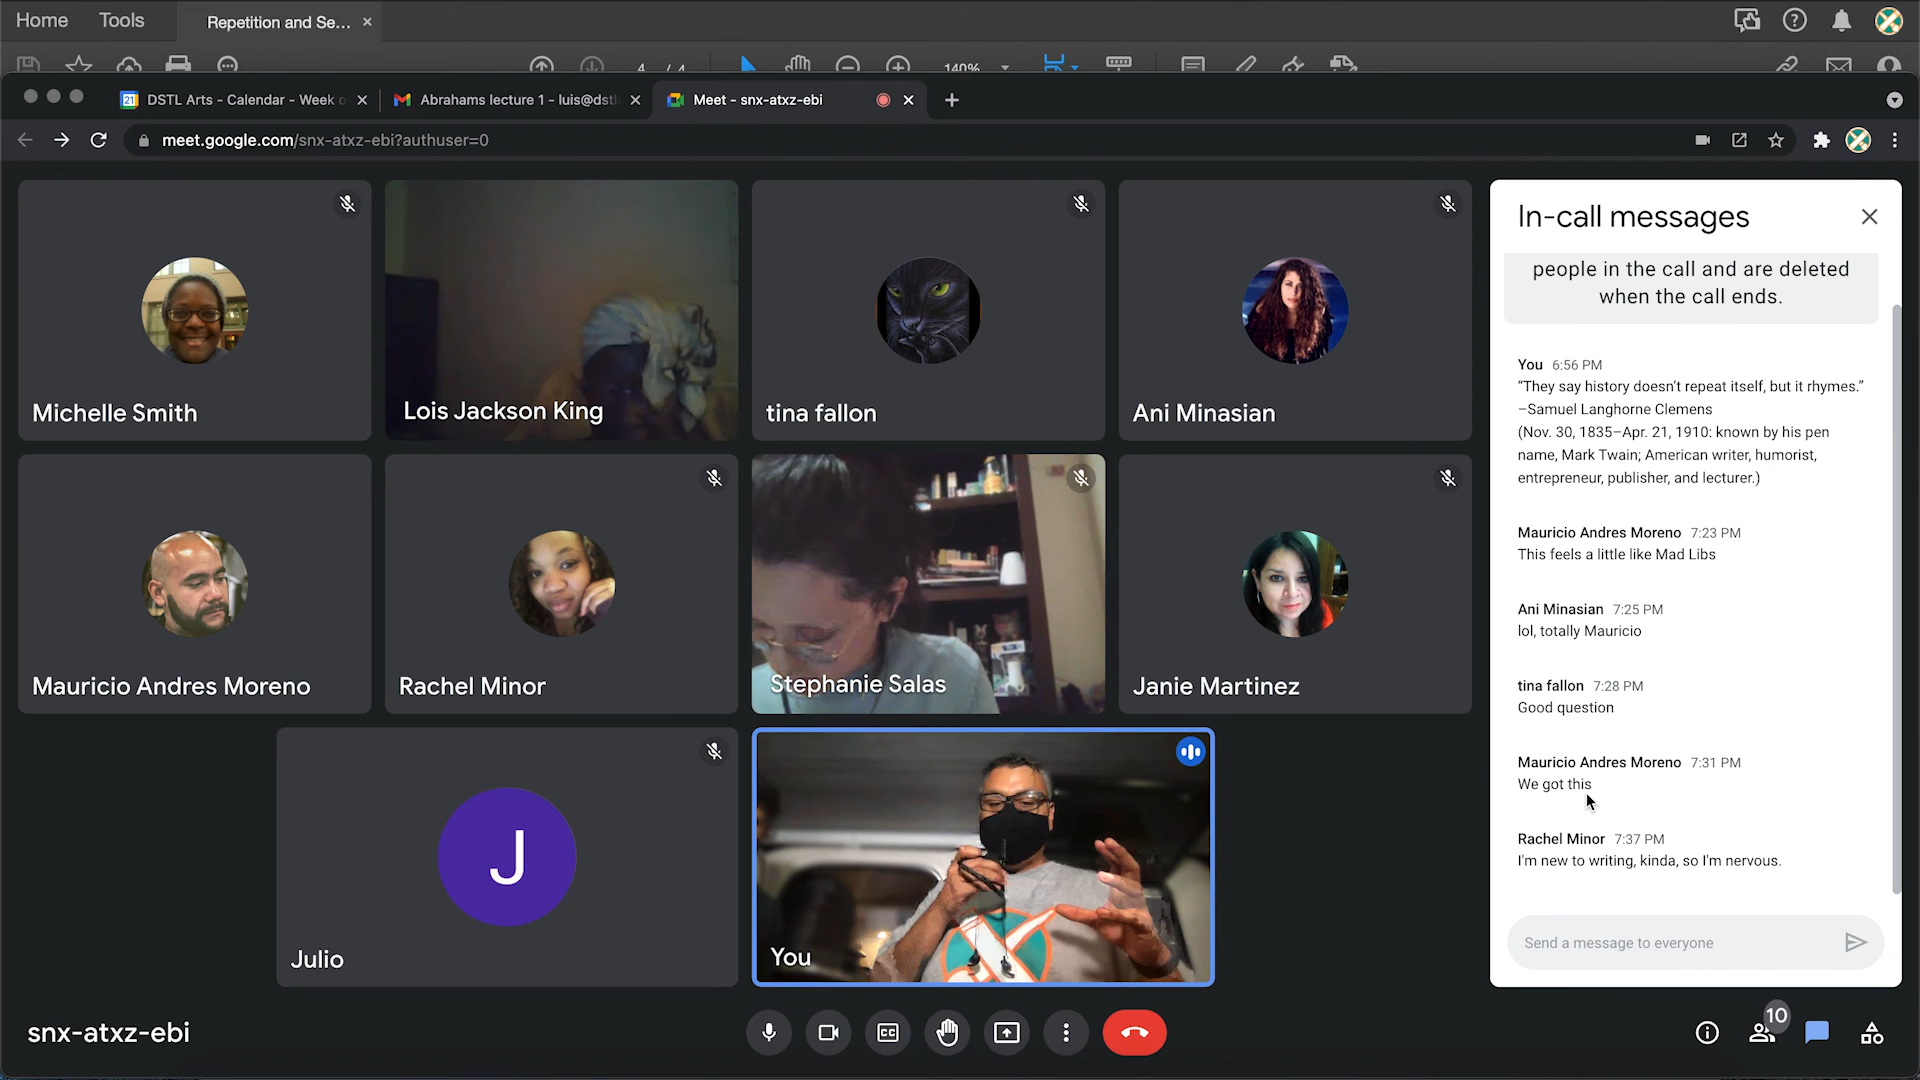 Home Tools Repetition and Se...
4 / 4 140%
21 DSTL Arts - Calendar - Week o Abrahams lecture 1 - luis@dstl Meet - snx-atxz-ebi
meet.google.com/snx-atxz-ebi?authuser=0
Michelle Smith
Lois Jackson King
tina fallon
Ani Minasian
Mauricio Andres Moreno
Rachel Minor
Stephanie Salas
Janie Martinez
J
Julio
You
In-call messages
people in the call and are deleted
when the call ends.
You 6:56 PM
“They say history doesn’t repeat itself, but it rhymes.”
–Samuel Langhorne Clemens
(Nov. 30, 1835–Apr. 21, 1910: known by his pen
name, Mark Twain; American writer, humorist,
entrepreneur, publisher, and lecturer.)
Mauricio Andres Moreno 7:23 PM
This feels a little like Mad Libs
Ani Minasian 7:25 PM
lol, totally Mauricio
tina fallon 7:28 PM
Good question
Mauricio Andres Moreno 7:31 PM
We got this
Rachel Minor 7:37 PM
I'm new to writing, kinda, so I'm nervous.
Send a message to everyone
snx-atxz-ebi
CC
10